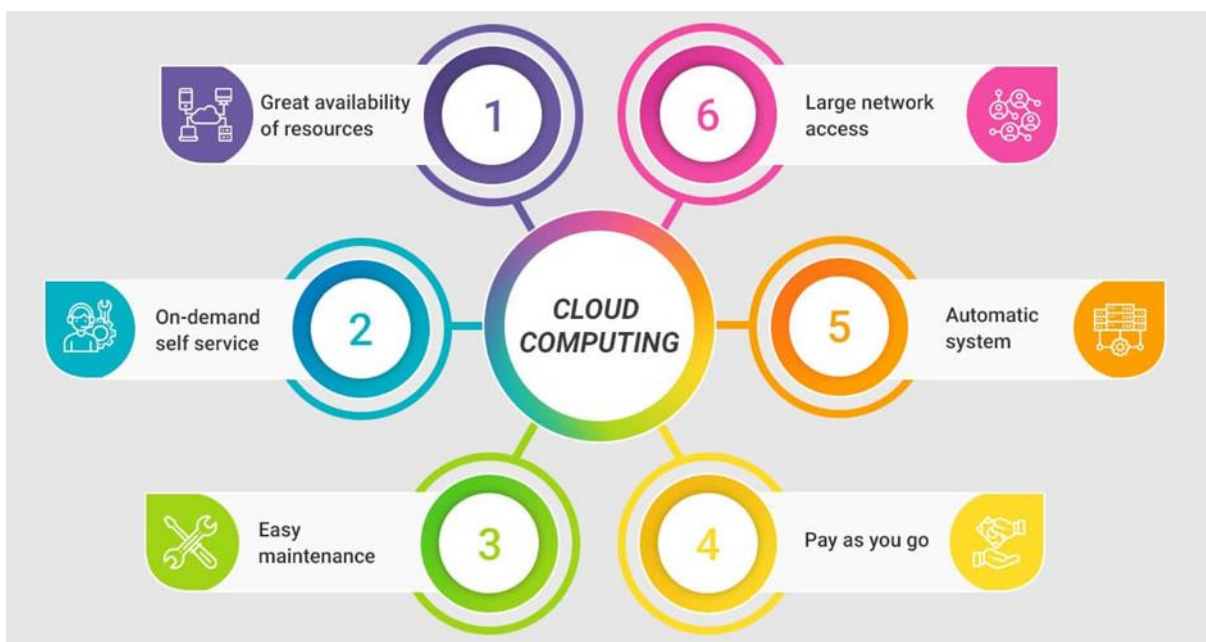 1
Great availability
of resources
2
On-demand
self service
3
Easy
maintenance
CLOUD
COMPUTING
6
Large network
access
5
Automatic
system
4
Pay as you go